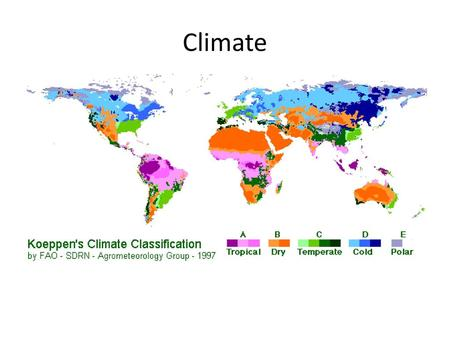 Climate
Koeppen's Climate Classification
by FAO - SDRN - Agrometeorology Group - 1997
A B C D E
Tropical Dry Temperate Cold Polar